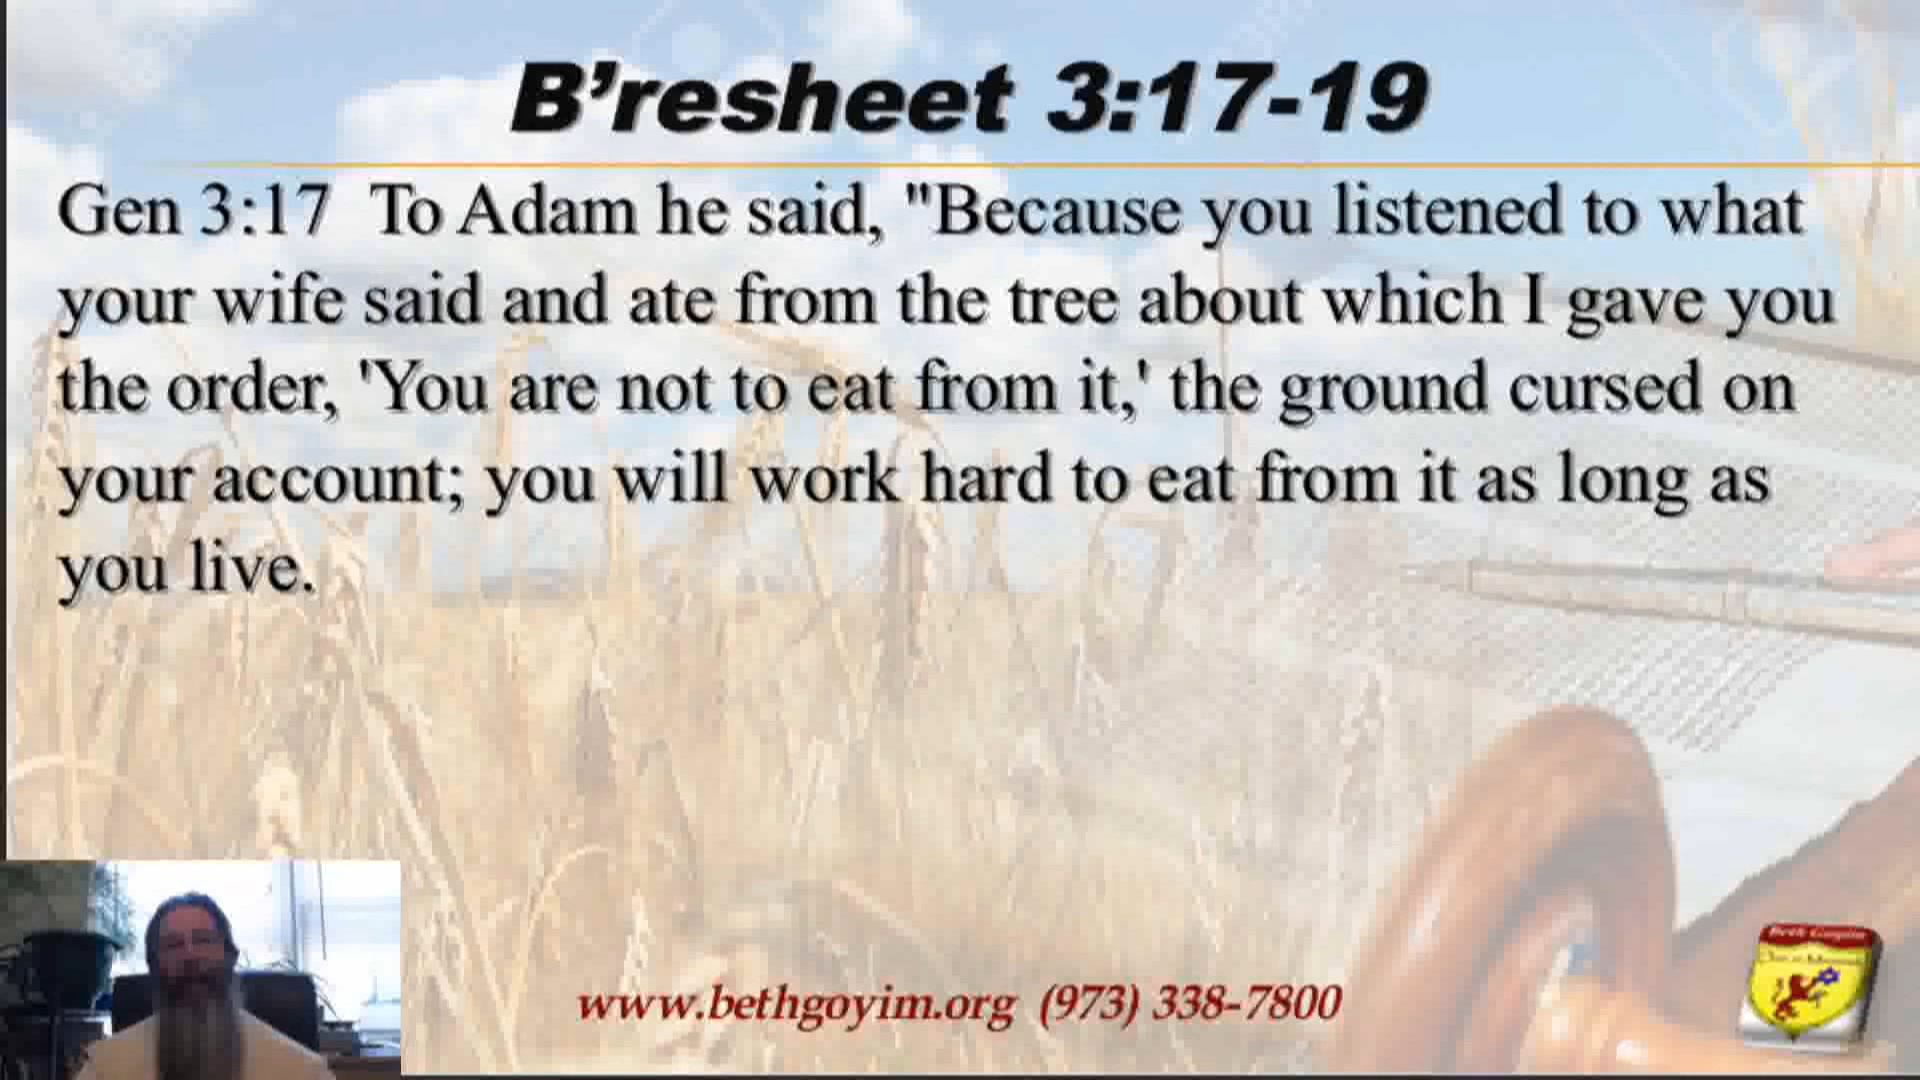 B’resheet 3:17-19
Gen 3:17 To Adam he said, "Because you listened to what
your wife said and ate from the tree about which I gave you
the order, 'You are not to eat from it,' the ground cursed on
your account; you will work hard to eat from it as long as
you live.
www.bethgoyim.org (973) 338-7800
Beth Goyim